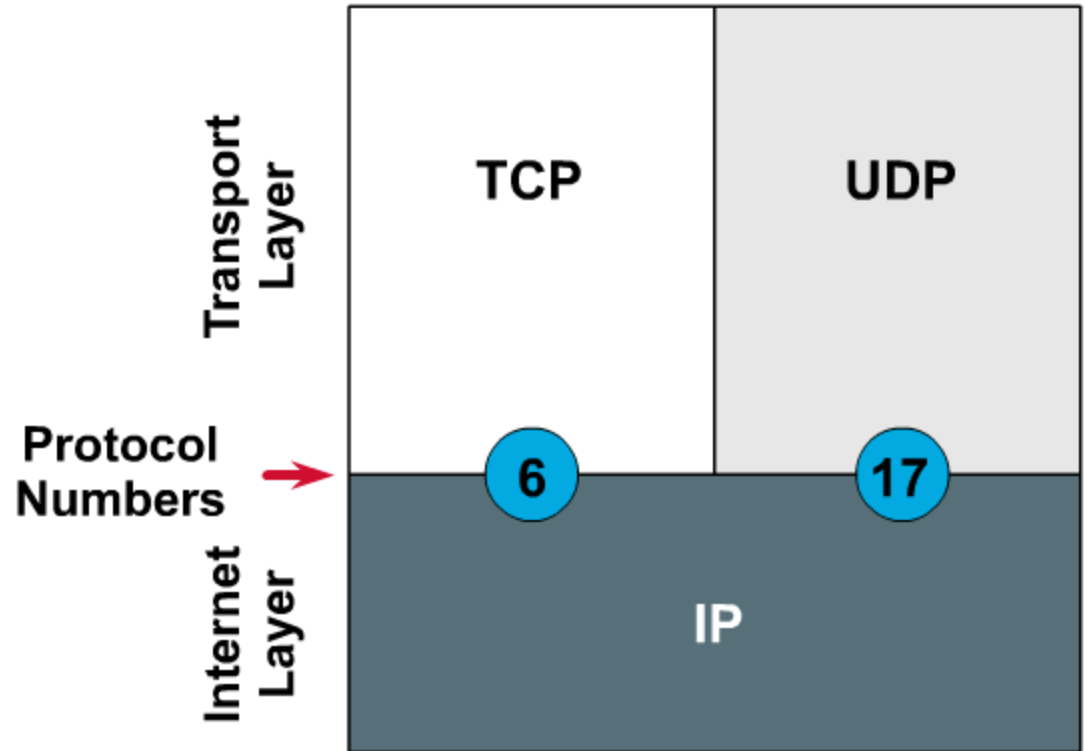 Transport
Layer
TCP
UDP
Protocol
Numbers
6
17
Internet
Layer
IP